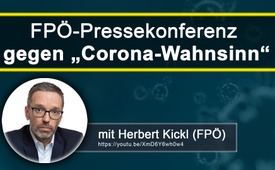 FPÖ-Pressekonferenz
gegen „Corona-Wahnsinn“
mit Herbert Kickl (FPÖ)
https://youtu.be/XmD6Y6wh0w4